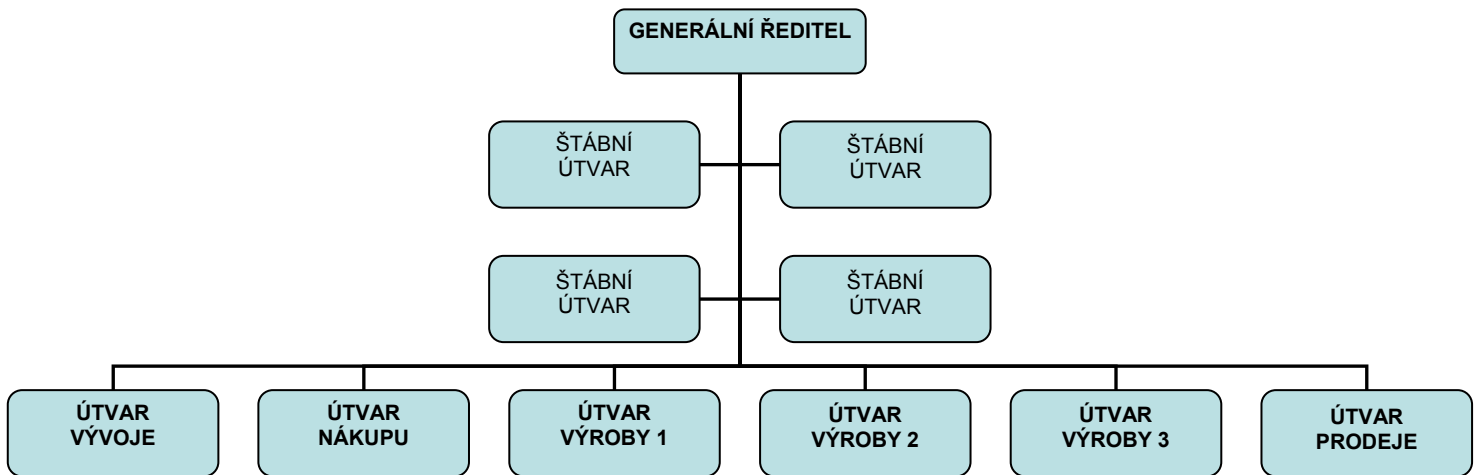 GENERÁLNÍ ŘEDITEL
ŠTÁBNÍ
ÚTVAR
ŠTÁBNÍ
ÚTVAR
ŠTÁBNÍ
ÚTVAR
ŠTÁBNÍ
ÚTVAR
ÚTVAR
VÝVOJE
ÚTVAR
NÁKUPU
ÚTVAR
VÝROBY 1
ÚTVAR
VÝROBY 2
ÚTVAR
VÝROBY 3
ÚTVAR
PRODEJE